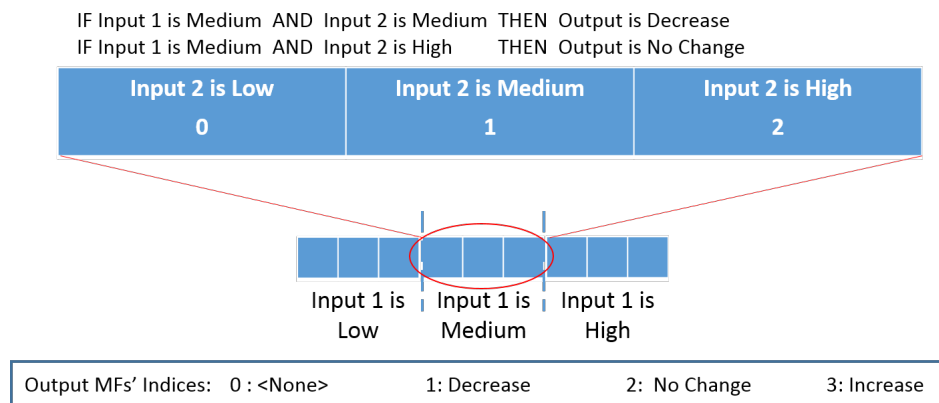 IF Input 1 is Medium AND Input 2 is Medium THEN Output is Decrease
IF Input 1 is Medium AND Input 2 is High THEN Output is No Change
Input 2 is Low Input 2 is Medium Input 2 is High
0 1 2
Input 1 is Input 1 is Input 1 is
Low Medium High
Output MFs' Indices: 0 : <None> 1: Decrease 2: No Change 3: Increase